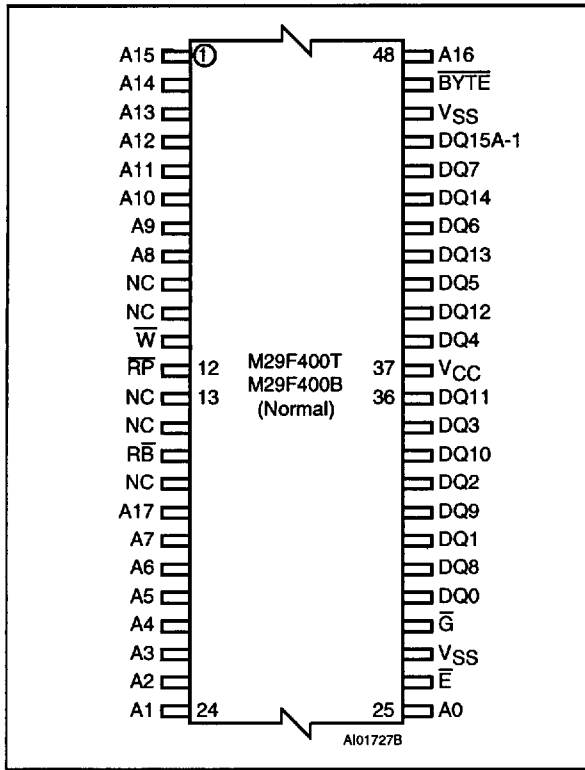 A15 1 48 A16
A14 B̅Y̅T̅E̅
A13 VSS
A12 DQ15A-1
A11 DQ7
A10 DQ14
A9 DQ6
A8 DQ13
NC DQ5
NC DQ12
W̅ DQ4
R̅P̅ 12 M29F400T 37 VCC
NC 13 M29F400B 36 DQ11
(Normal)
NC DQ3
RB̅ DQ10
NC DQ2
A17 DQ9
A7 DQ1
A6 DQ8
A5 DQ0
A4 G̅
A3 VSS
A2 E̅
A1 24 25 A0
AI01727B